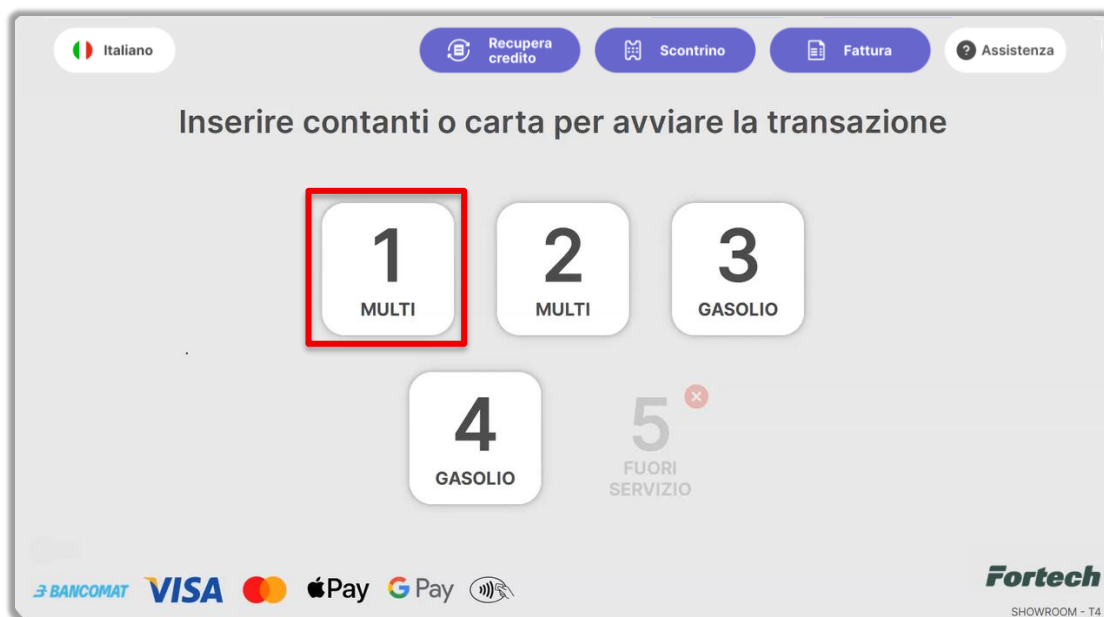 Italiano
Recupera
credito
Scontrino
Fattura
? Assistenza
Inserire contanti o carta per avviare la transazione
1
MULTI
2
MULTI
3
GASOLIO
4
GASOLIO
5
FUORI
SERVIZIO
BANCOMAT VISA Pay G Pay
Fortech
SHOWROOM - T4